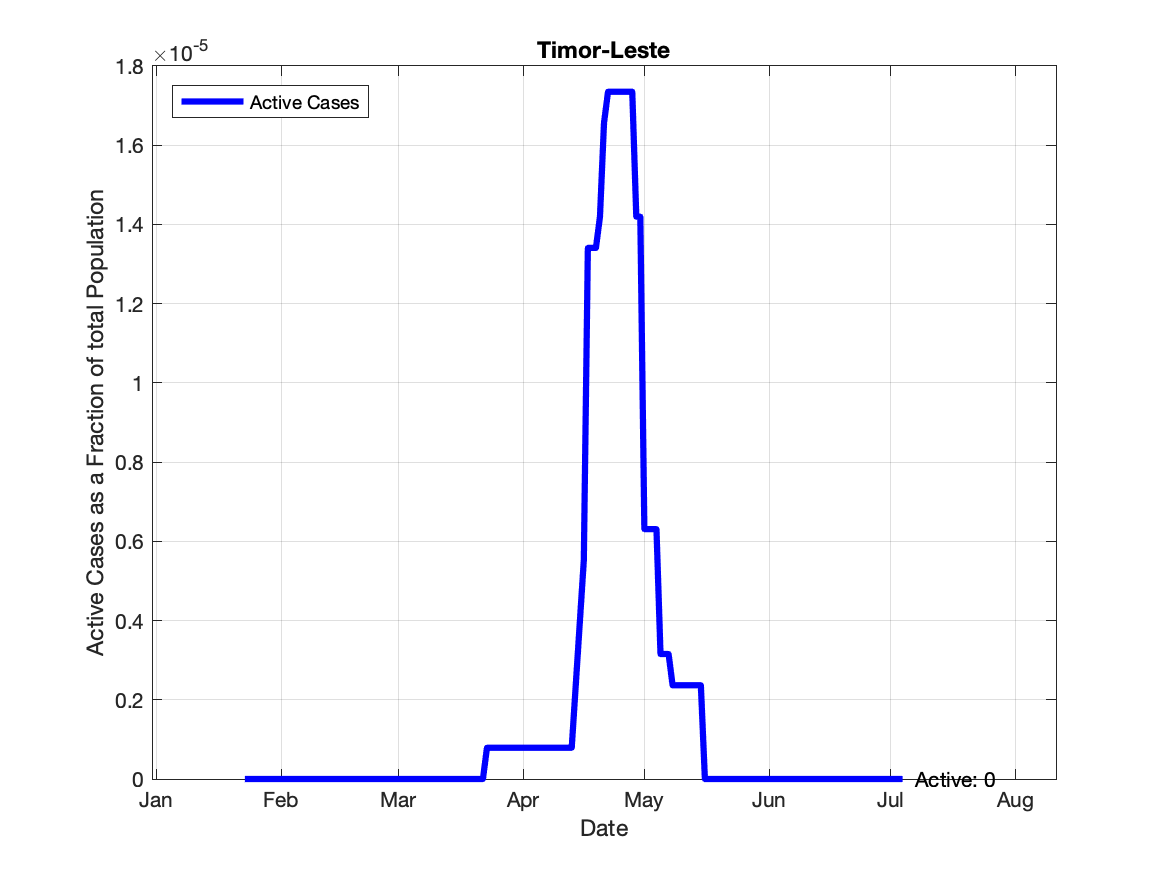 Timor-Leste
×10-5
Active Cases
1.8
1.6
1.4
1.2
1
0.8
0.6
0.4
0.2
0
Active Cases as a Fraction of total Population
Active: 0
Jan Feb Mar Apr May Jun Jul Aug
Date